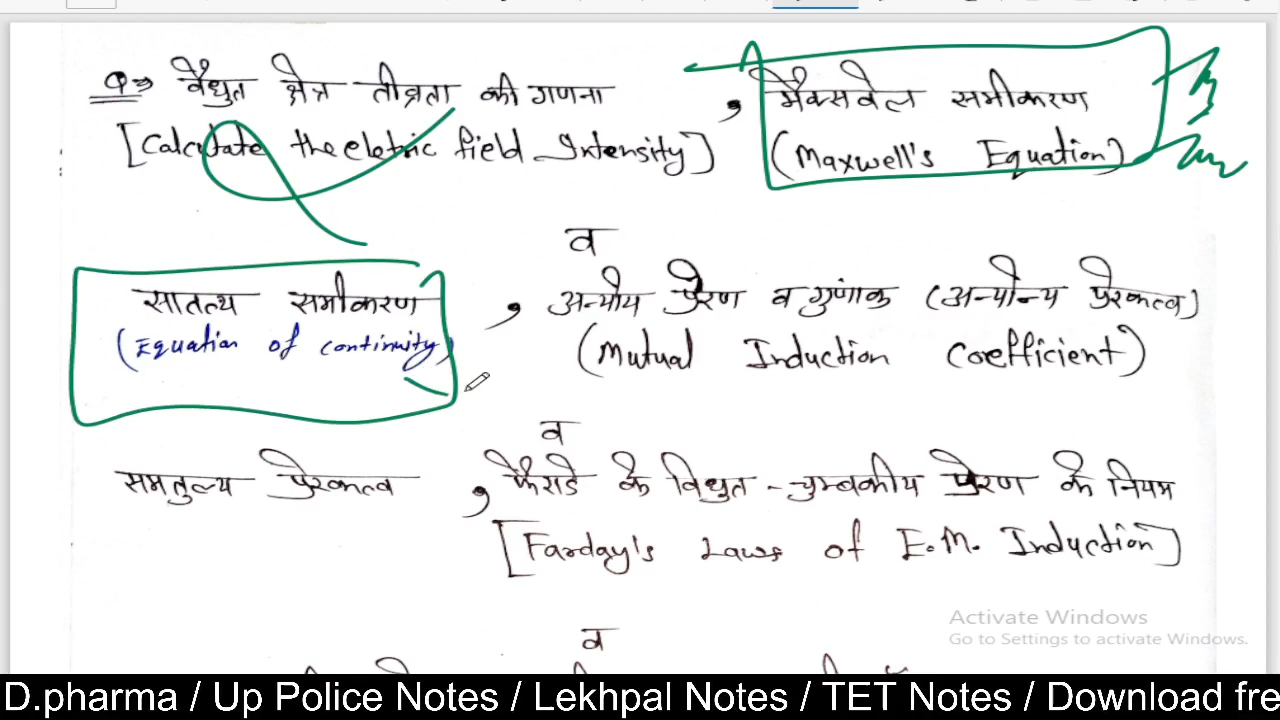 Q⇒ वैधुत क्षेत्र तीव्रता की गणना , मैक्सवेल समीकरण
[Calcutate the eletric field Intensity] (Maxwell's Equation)
व
सातत्य समीकरण , अन्योय प्रेरण व गुणांक (अन्योन्य प्रेरकत्व)
(Equation of continuity) (Mutual Induction Coefficient)
व
समतुल्य प्रेरकत्व , फैराडे के विधुत - चुम्बकीय प्रेरण के नियम
[Farday's Laws of E.M. Induction]
Activate Windows
Go to Settings to activate Windows.
व
D.pharma / Up Police Notes / Lekhpal Notes / TET Notes / Download fre